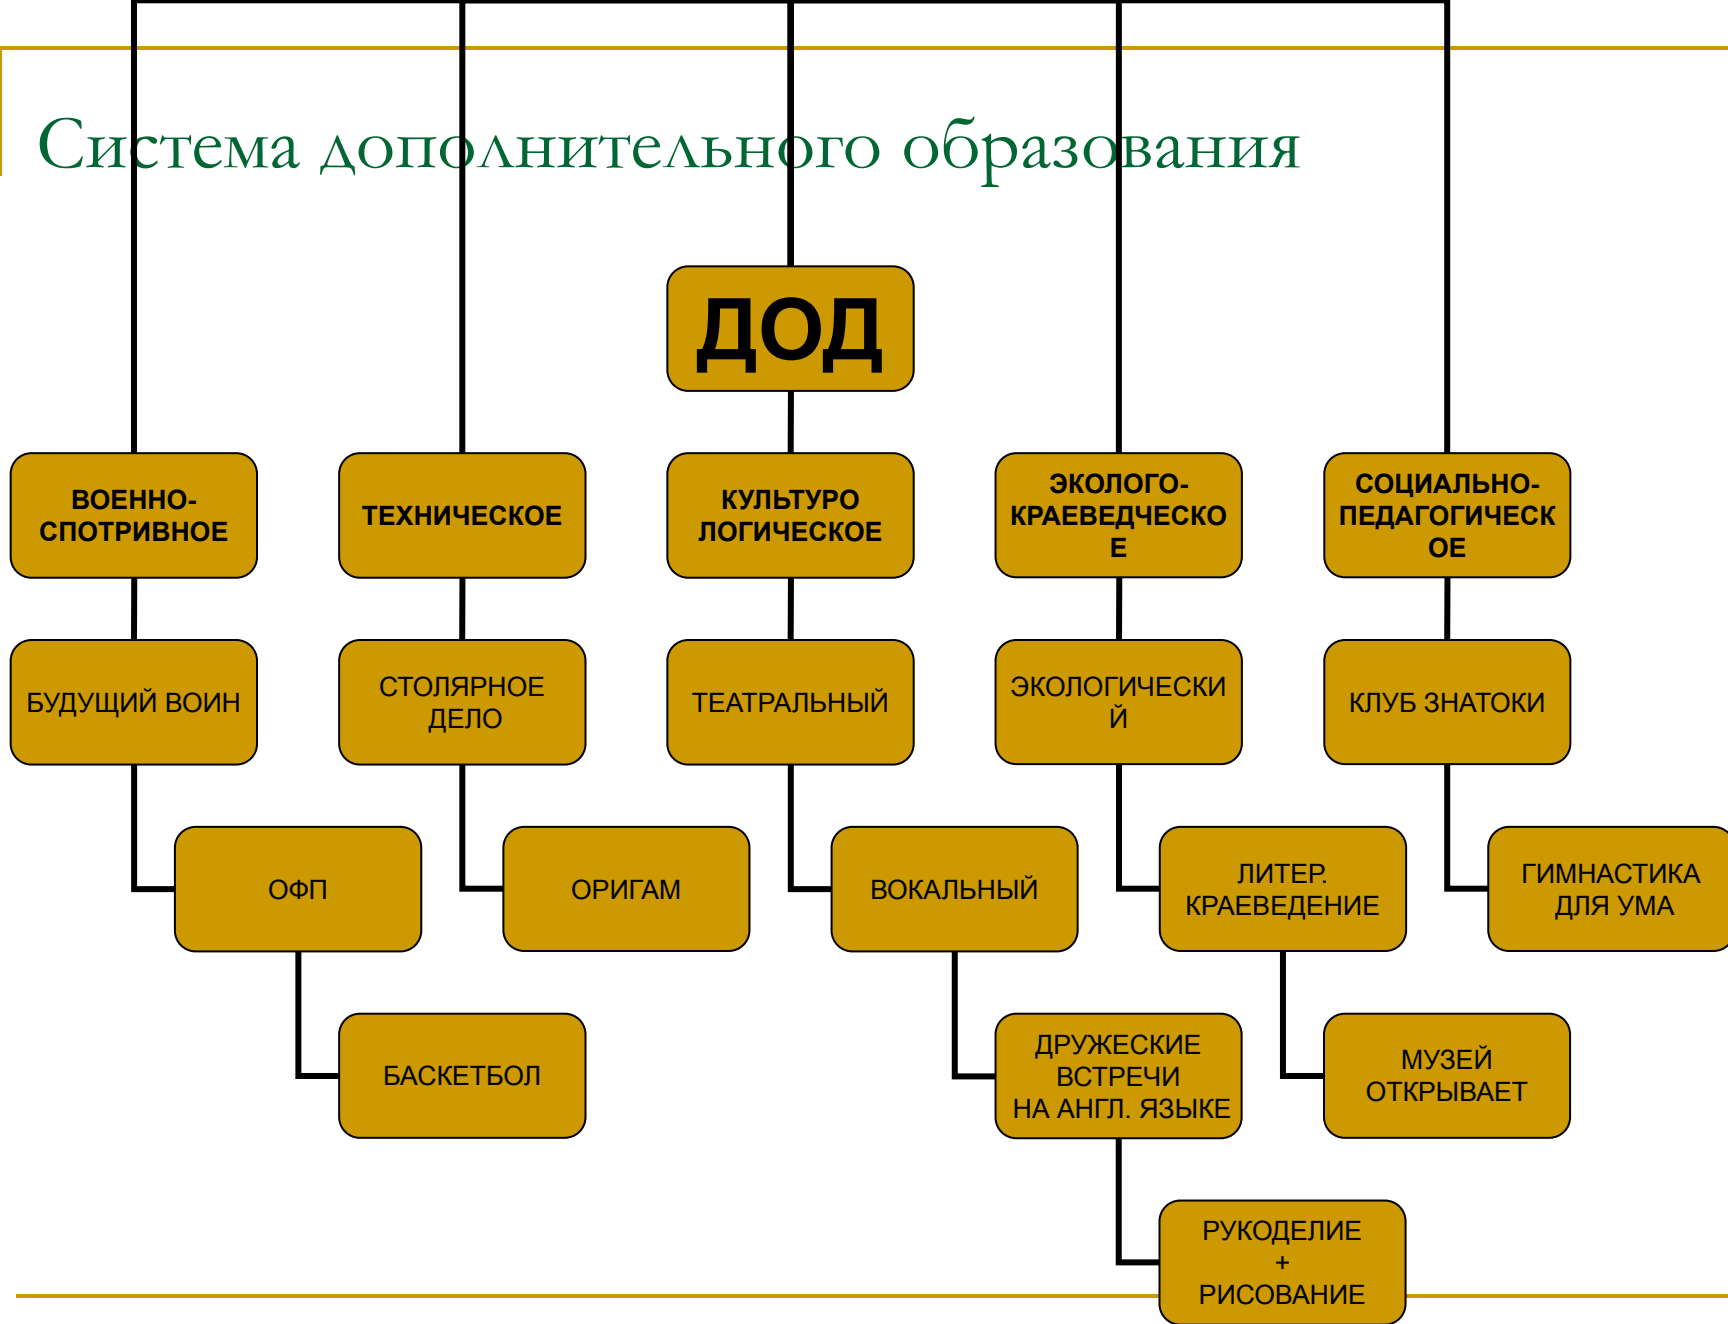 Система дополнительного образования
ДОД
ВОЕННО-
СПОТРИВНОЕ
ТЕХНИЧЕСКОЕ
КУЛЬТУРО
ЛОГИЧЕСКОЕ
ЭКОЛОГО-
КРАЕВЕДЧЕСКО
Е
СОЦИАЛЬНО-
ПЕДАГОГИЧЕСК
ОЕ
БУДУЩИЙ ВОИН
СТОЛЯРНОЕ
ДЕЛО
ТЕАТРАЛЬНЫЙ
ЭКОЛОГИЧЕСКИ
Й
КЛУБ ЗНАТОКИ
ОФП
ОРИГАМ
ВОКАЛЬНЫЙ
ЛИТЕР.
КРАЕВЕДЕНИЕ
ГИМНАСТИКА
ДЛЯ УМА
БАСКЕТБОЛ
ДРУЖЕСКИЕ
ВСТРЕЧИ
НА АНГЛ. ЯЗЫКЕ
МУЗЕЙ
ОТКРЫВАЕТ
РУКОДЕЛИЕ
+
РИСОВАНИЕ